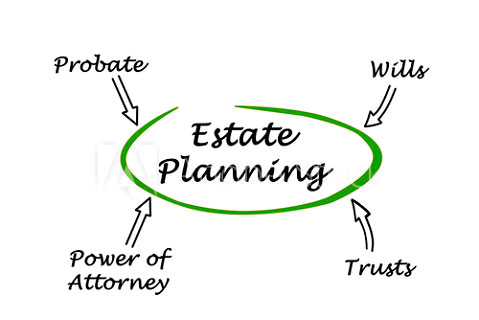 Probate
Wills
Estate
Planning
Power of
Attorney
Trusts